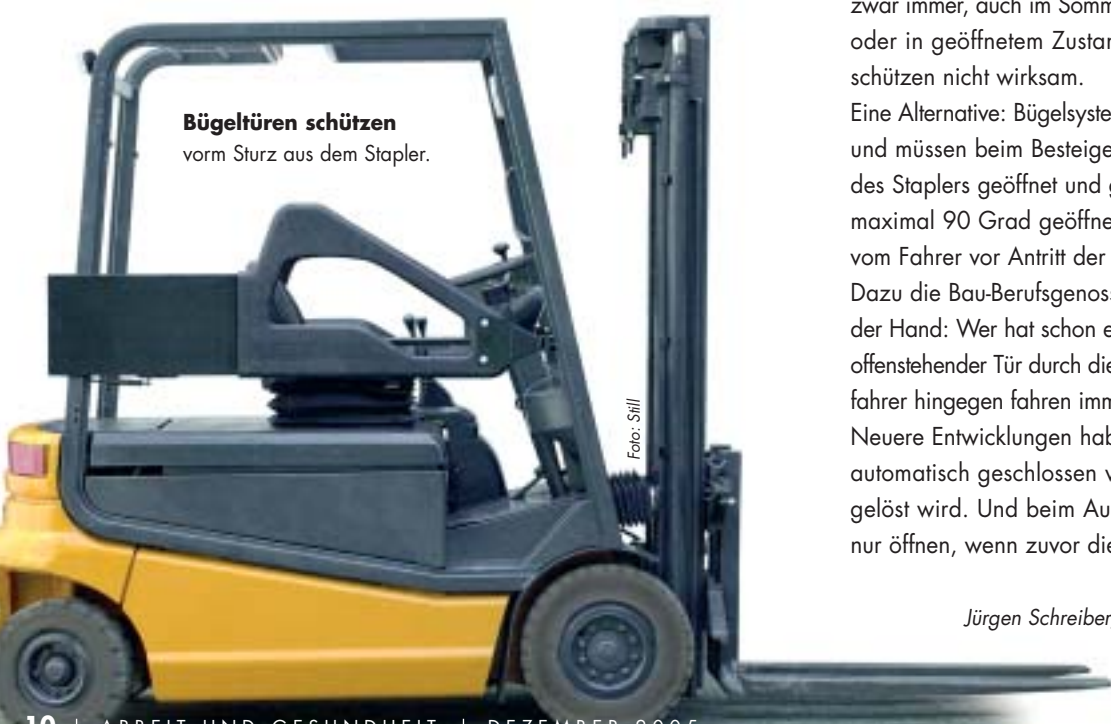 Bügeltüren schützen
vorm Sturz aus dem Stapler.
Foto: Still
zwar immer, auch im Somm
oder in geöffnetem Zustan
schützen nicht wirksam.
Eine Alternative: Bügelsyste
und müssen beim Besteige
des Staplers geöffnet und g
maximal 90 Grad geöffne
vom Fahrer vor Antritt der
Dazu die Bau-Berufsgenos
der Hand: Wer hat schon e
offenstehender Tür durch die
fahrer hingegen fahren imm
Neuere Entwicklungen hab
automatisch geschlossen v
gelöst wird. Und beim Au
nur öffnen, wenn zuvor die
Jürgen Schreiber
10 | ARBEIT UND GESUNDHEIT | DEZEMBER 2005